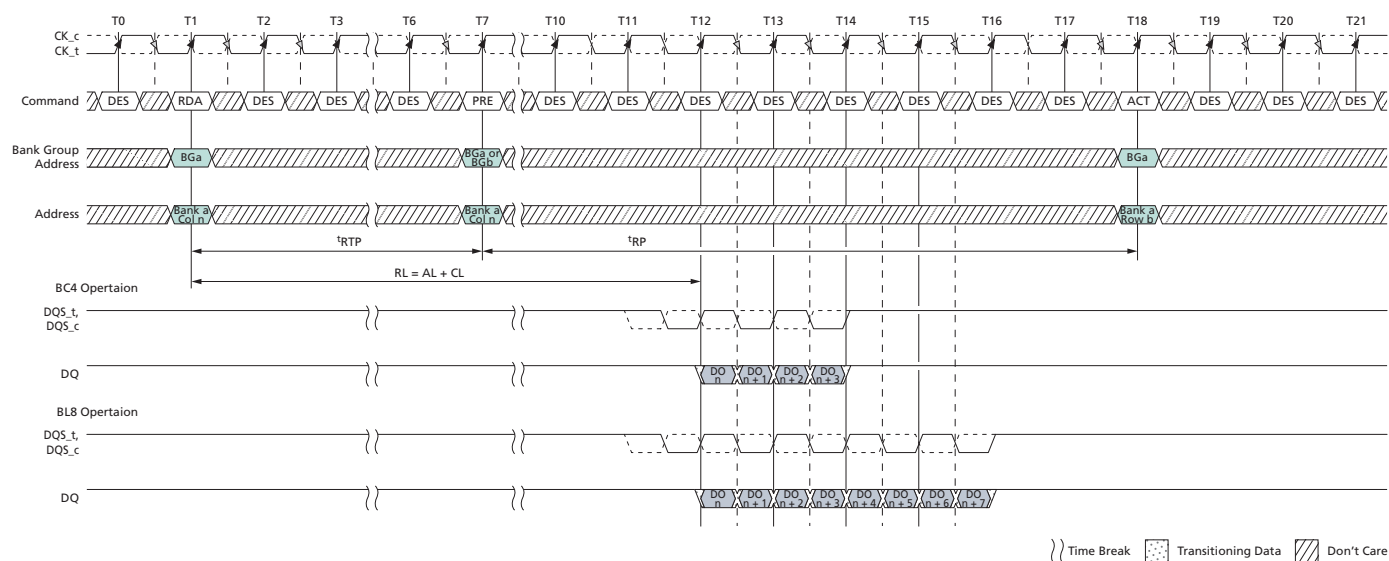 T0 T1 T2 T3 T6 T7 T10 T11 T12 T13 T14 T15 T16 T17 T18 T19 T20 T21
CK_c
CK_t
Command DES RDA DES DES DES PRE DES DES DES DES DES DES DES DES ACT DES DES DES
Bank Group
Address
BGa
BGa or
BGb
BGa
Address
Bank a
Col n
Bank a
Col n
Bank a
Row b
tRTP
tRP
RL = AL + CL
BC4 Opertaion
DQS_t,
DQS_c
DQ
DO
n
DO
n + 1
DO
n + 2
DO
n + 3
BL8 Opertaion
DQS_t,
DQS_c
DQ
DO
n
DO
n + 1
DO
n + 2
DO
n + 3
DO
n + 4
DO
n + 5
DO
n + 6
DO
n + 7
Time Break Transitioning Data Don't Care